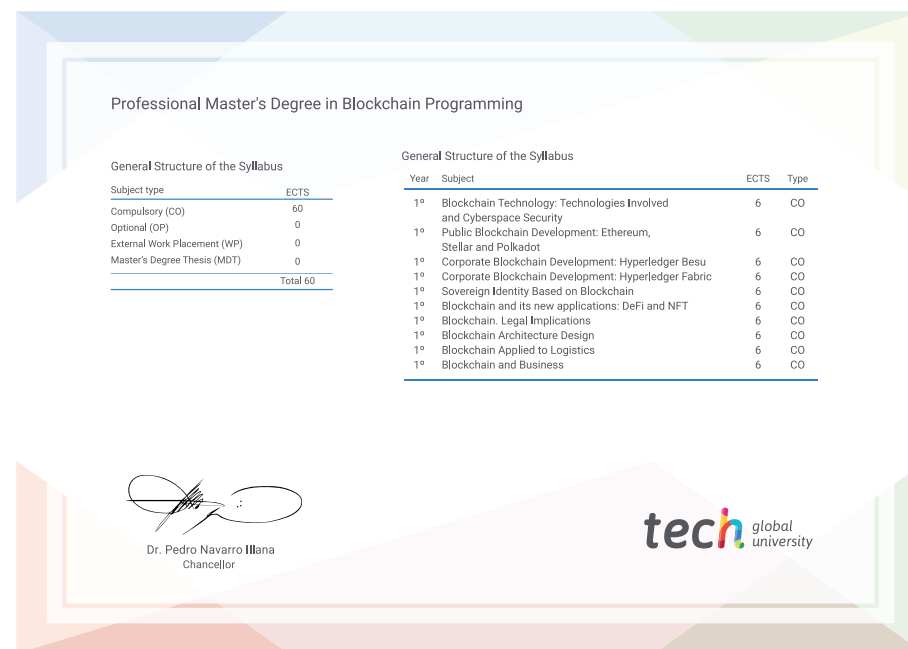 Professional Master's Degree in Blockchain Programming
General Structure of the Syllabus
Subject type ECTS
Compulsory (CO) 60
Optional (OP) 0
External Work Placement (WP) 0
Master's Degree Thesis (MDT) 0
Total 60
General Structure of the Syllabus
Year Subject ECTS Type
1º Blockchain Technology: Technologies Involved 6 CO
and Cyberspace Security
1º Public Blockchain Development: Ethereum, 6 CO
Stellar and Polkadot
1º Corporate Blockchain Development: Hyperledger Besu 6 CO
1º Corporate Blockchain Development: Hyperledger Fabric 6 CO
1º Sovereign Identity Based on Blockchain 6 CO
1º Blockchain and its new applications: DeFi and NFT 6 CO
1º Blockchain. Legal Implications 6 CO
1º Blockchain Architecture Design 6 CO
1º Blockchain Applied to Logistics 6 CO
1º Blockchain and Business 6 CO
Dr. Pedro Navarro Illana
Chancellor
tech global
university